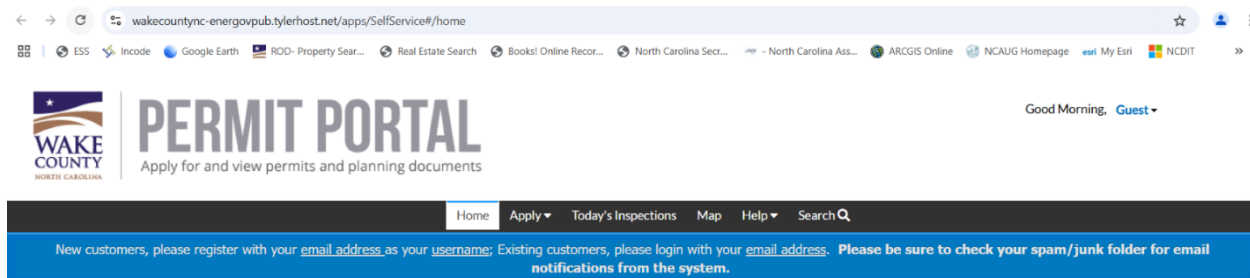 wakecountync-energovpub.tylerhost.net/apps/SelfService#/home
ESS Incode Google Earth ROD- Property Sear... Real Estate Search Books! Online Recor... North Carolina Secr... - North Carolina Ass... ARCGIS Online NCAUG Homepage esri My Esri NCDIT »
WAKE
COUNTY
NORTH CAROLINA
PERMIT PORTAL
Apply for and view permits and planning documents
Good Morning, Guest
Home Apply Today's Inspections Map Help Search
New customers, please register with your email address as your username; Existing customers, please login with your email address. Please be sure to check your spam/junk folder for email
notifications from the system.